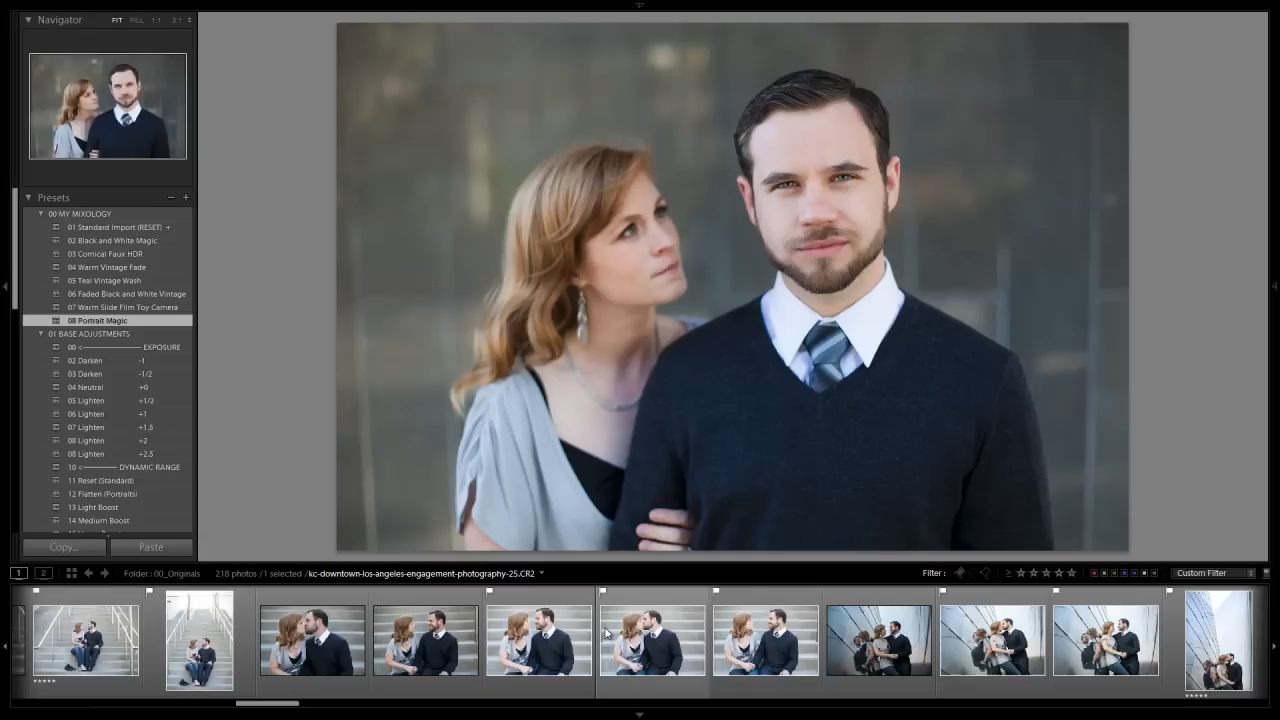 Navigator FIT FILL 1:1 3:1
Presets
00 MY MIXOLOGY
01 Standard Import (RESET) +
02 Black and White Magic
03 Comical Faux HDR
04 Warm Vintage Fade
05 Teal Vintage Wash
06 Faded Black and White Vintage
07 Warm Slide Film Toy Camera
08 Portrait Magic
01 BASE ADJUSTMENTS
00 <———— EXPOSURE
02 Darken -1
03 Darken -1/2
04 Neutral +0
05 Lighten +1/2
06 Lighten +1
07 Lighten +1.5
08 Lighten +2
08 Lighten +2.5
10 <———— DYNAMIC RANGE
11 Reset (Standard)
12 Flatten (Portraits)
13 Light Boost
14 Medium Boost
Copy... Paste
1 2 Folder : 00_Originals 218 photos /1 selected /kc-downtown-los-angeles-engagement-photography-25.CR2 Filter : Custom Filter